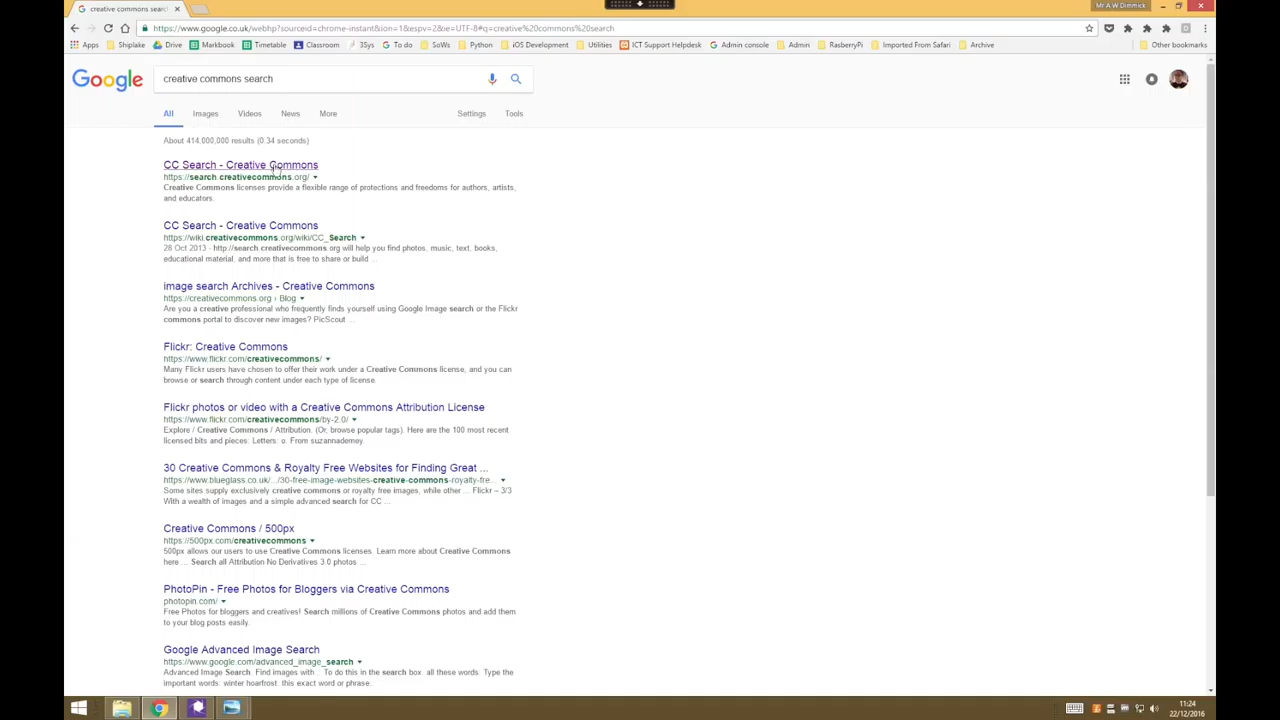 creative commons searc
Mr A W Dimmick
https://www.google.co.uk/webhp?sourceid=chrome-instant&ion=1&espv=2&ie=UTF-8#q=creative%20commons%20search
Apps Shiplake Drive Markbook Timetable Classroom 3Sys To do SoWs Python iOS Development Utilities ICT Support Helpdesk Admin console Admin RasberryPi Imported From Safari Archive Other bookmarks
Google creative commons search
All Images Videos News More Settings Tools
About 414,000,000 results (0.34 seconds)
CC Search - Creative Commons
https://search.creativecommons.org/
Creative Commons licenses provide a flexible range of protections and freedoms for authors, artists,
and educators.
CC Search - Creative Commons
https://wiki.creativecommons.org/wiki/CC_Search
28 Oct 2013 - http://search.creativecommons.org will help you find photos, music, text, books,
educational material, and more that is free to share or build ...
image search Archives - Creative Commons
https://creativecommons.org › Blog
Are you a creative professional who frequently finds yourself using Google Image search or the Flickr
commons portal to discover new images? PicScout ...
Flickr: Creative Commons
https://www.flickr.com/creativecommons/
Many Flickr users have chosen to offer their work under a Creative Commons license, and you can
browse or search through content under each type of license.
Flickr photos or video with a Creative Commons Attribution License
https://www.flickr.com/creativecommons/by-2.0/
Explore / Creative Commons / Attribution. (Or, browse popular tags). Here are the 100 most recent
licensed bits and pieces: Letters: o. From suzannademey.
30 Creative Commons & Royalty Free Websites for Finding Great ...
https://www.blueglass.co.uk/.../30-free-image-websites-creative-commons-royalty-fre...
Some sites supply exclusively creative commons or royalty free images, while other ... Flickr – 3/3
With a wealth of images and a simple advanced search for CC ...
Creative Commons / 500px
https://500px.com/creativecommons
500px allows our users to use Creative Commons licenses. Learn more about Creative Commons
here ... Search all Attribution No Derivatives 3.0 photos ...
PhotoPin - Free Photos for Bloggers via Creative Commons
photopin.com/
Free Photos for bloggers and creatives! Search millions of Creative Commons photos and add them
to your blog posts easily.
Google Advanced Image Search
https://www.google.com/advanced_image_search
Advanced Image Search. Find images with... To do this in the search box. all these words: Type the
important words: winter hoarfrost. this exact word or phrase..
11:24
22/12/2016